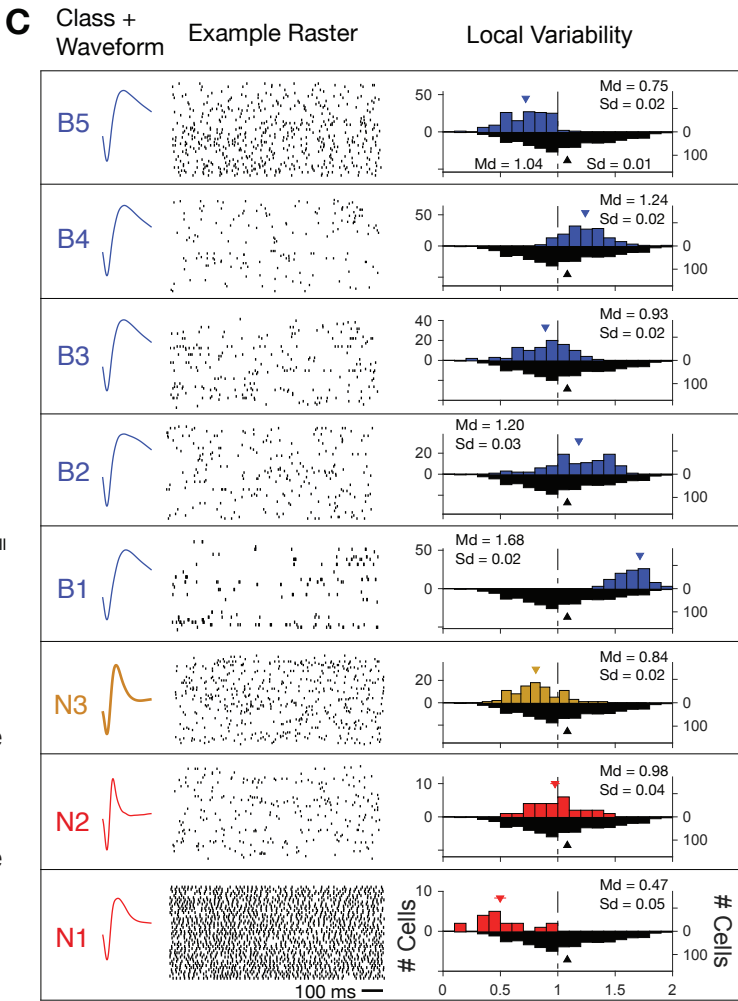 C
Class +
Waveform
Example Raster
Local Variability
B5
50
0
Md = 0.75
Sd = 0.02
0
100
Md = 1.04
Sd = 0.01
B4
50
0
Md = 1.24
Sd = 0.02
0
100
B3
40
20
0
Md = 0.93
Sd = 0.02
0
100
B2
Md = 1.20
Sd = 0.03
20
0
0
100
ll
B1
Md = 1.68
Sd = 0.02
50
0
0
100
N3
20
0
Md = 0.84
Sd = 0.02
0
100
e
N2
10
0
Md = 0.98
Sd = 0.04
0
100
e
N1
10
0
Md = 0.47
Sd = 0.05
0
100
# Cells
# Cells
100 ms
0 0.5 1 1.5 2